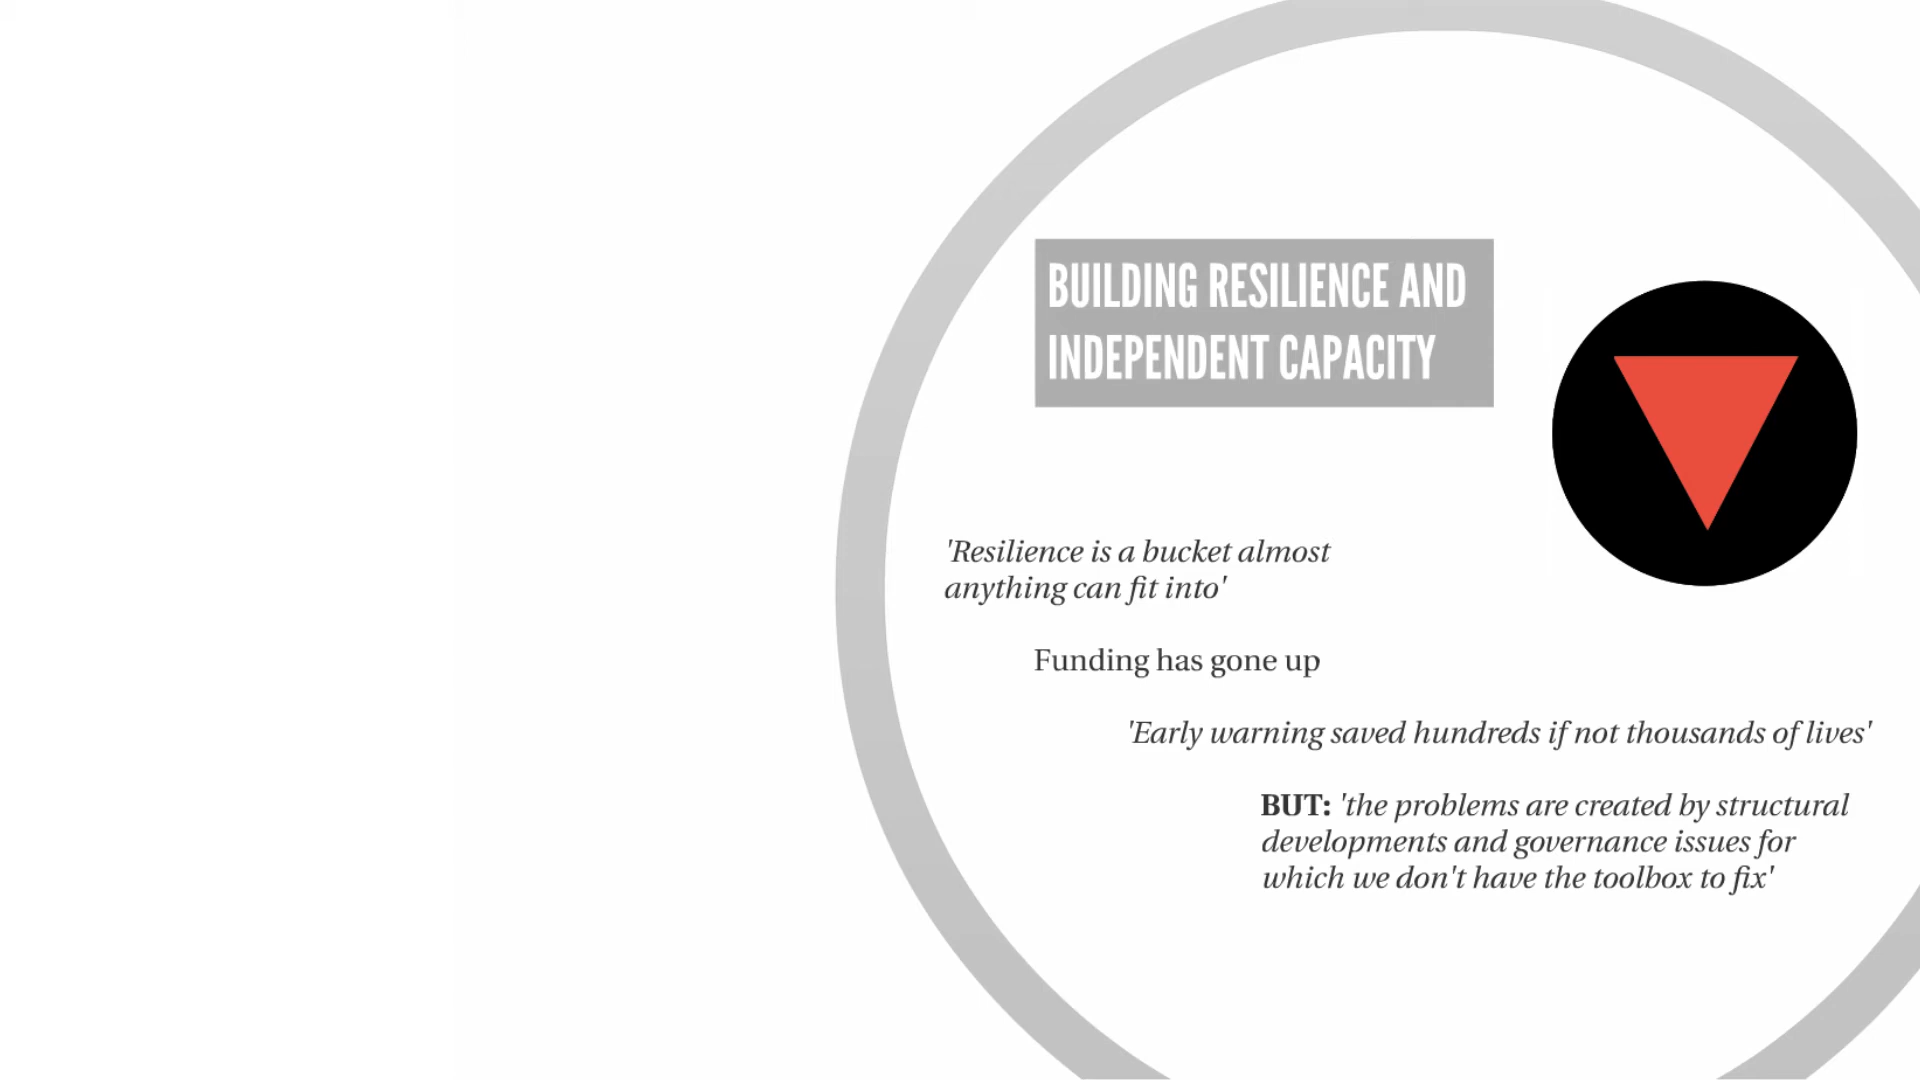 BUILDING RESILIENCE AND
INDEPENDENT CAPACITY
'Resilience is a bucket almost
anything can fit into'
Funding has gone up
'Early warning saved hundreds if not thousands of lives'
BUT: 'the problems are created by structural
developments and governance issues for
which we don't have the toolbox to fix'